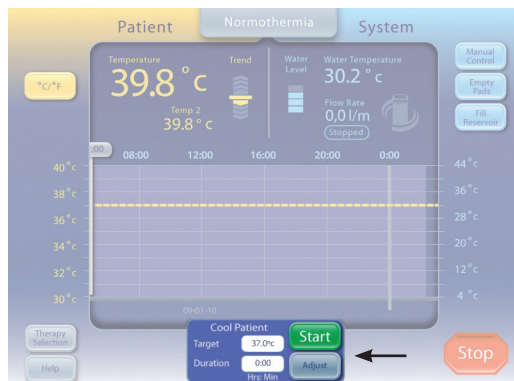 Patient
Normothermia
System
Temperature
39.8 °c
Trend
Temp 2
39.8 °c
Water
Level
Water Temperature
30.2 °c
Flow Rate
0,0 l/m
Stopped
°C/°F
Manual
Control
Empty
Pads
Fill
Reservoir
:00
08:00
12:00
16:00
20:00
0:00
40°c
38°c
36°c
34°c
32°c
30°c
44°c
36°c
28°c
20°c
12°c
4 °c
09-01-10
Therapy
Selection
Help
Cool Patient
Target
37.0ºc
Start
Duration
0:00
Adjust
Hrs: Min
Stop